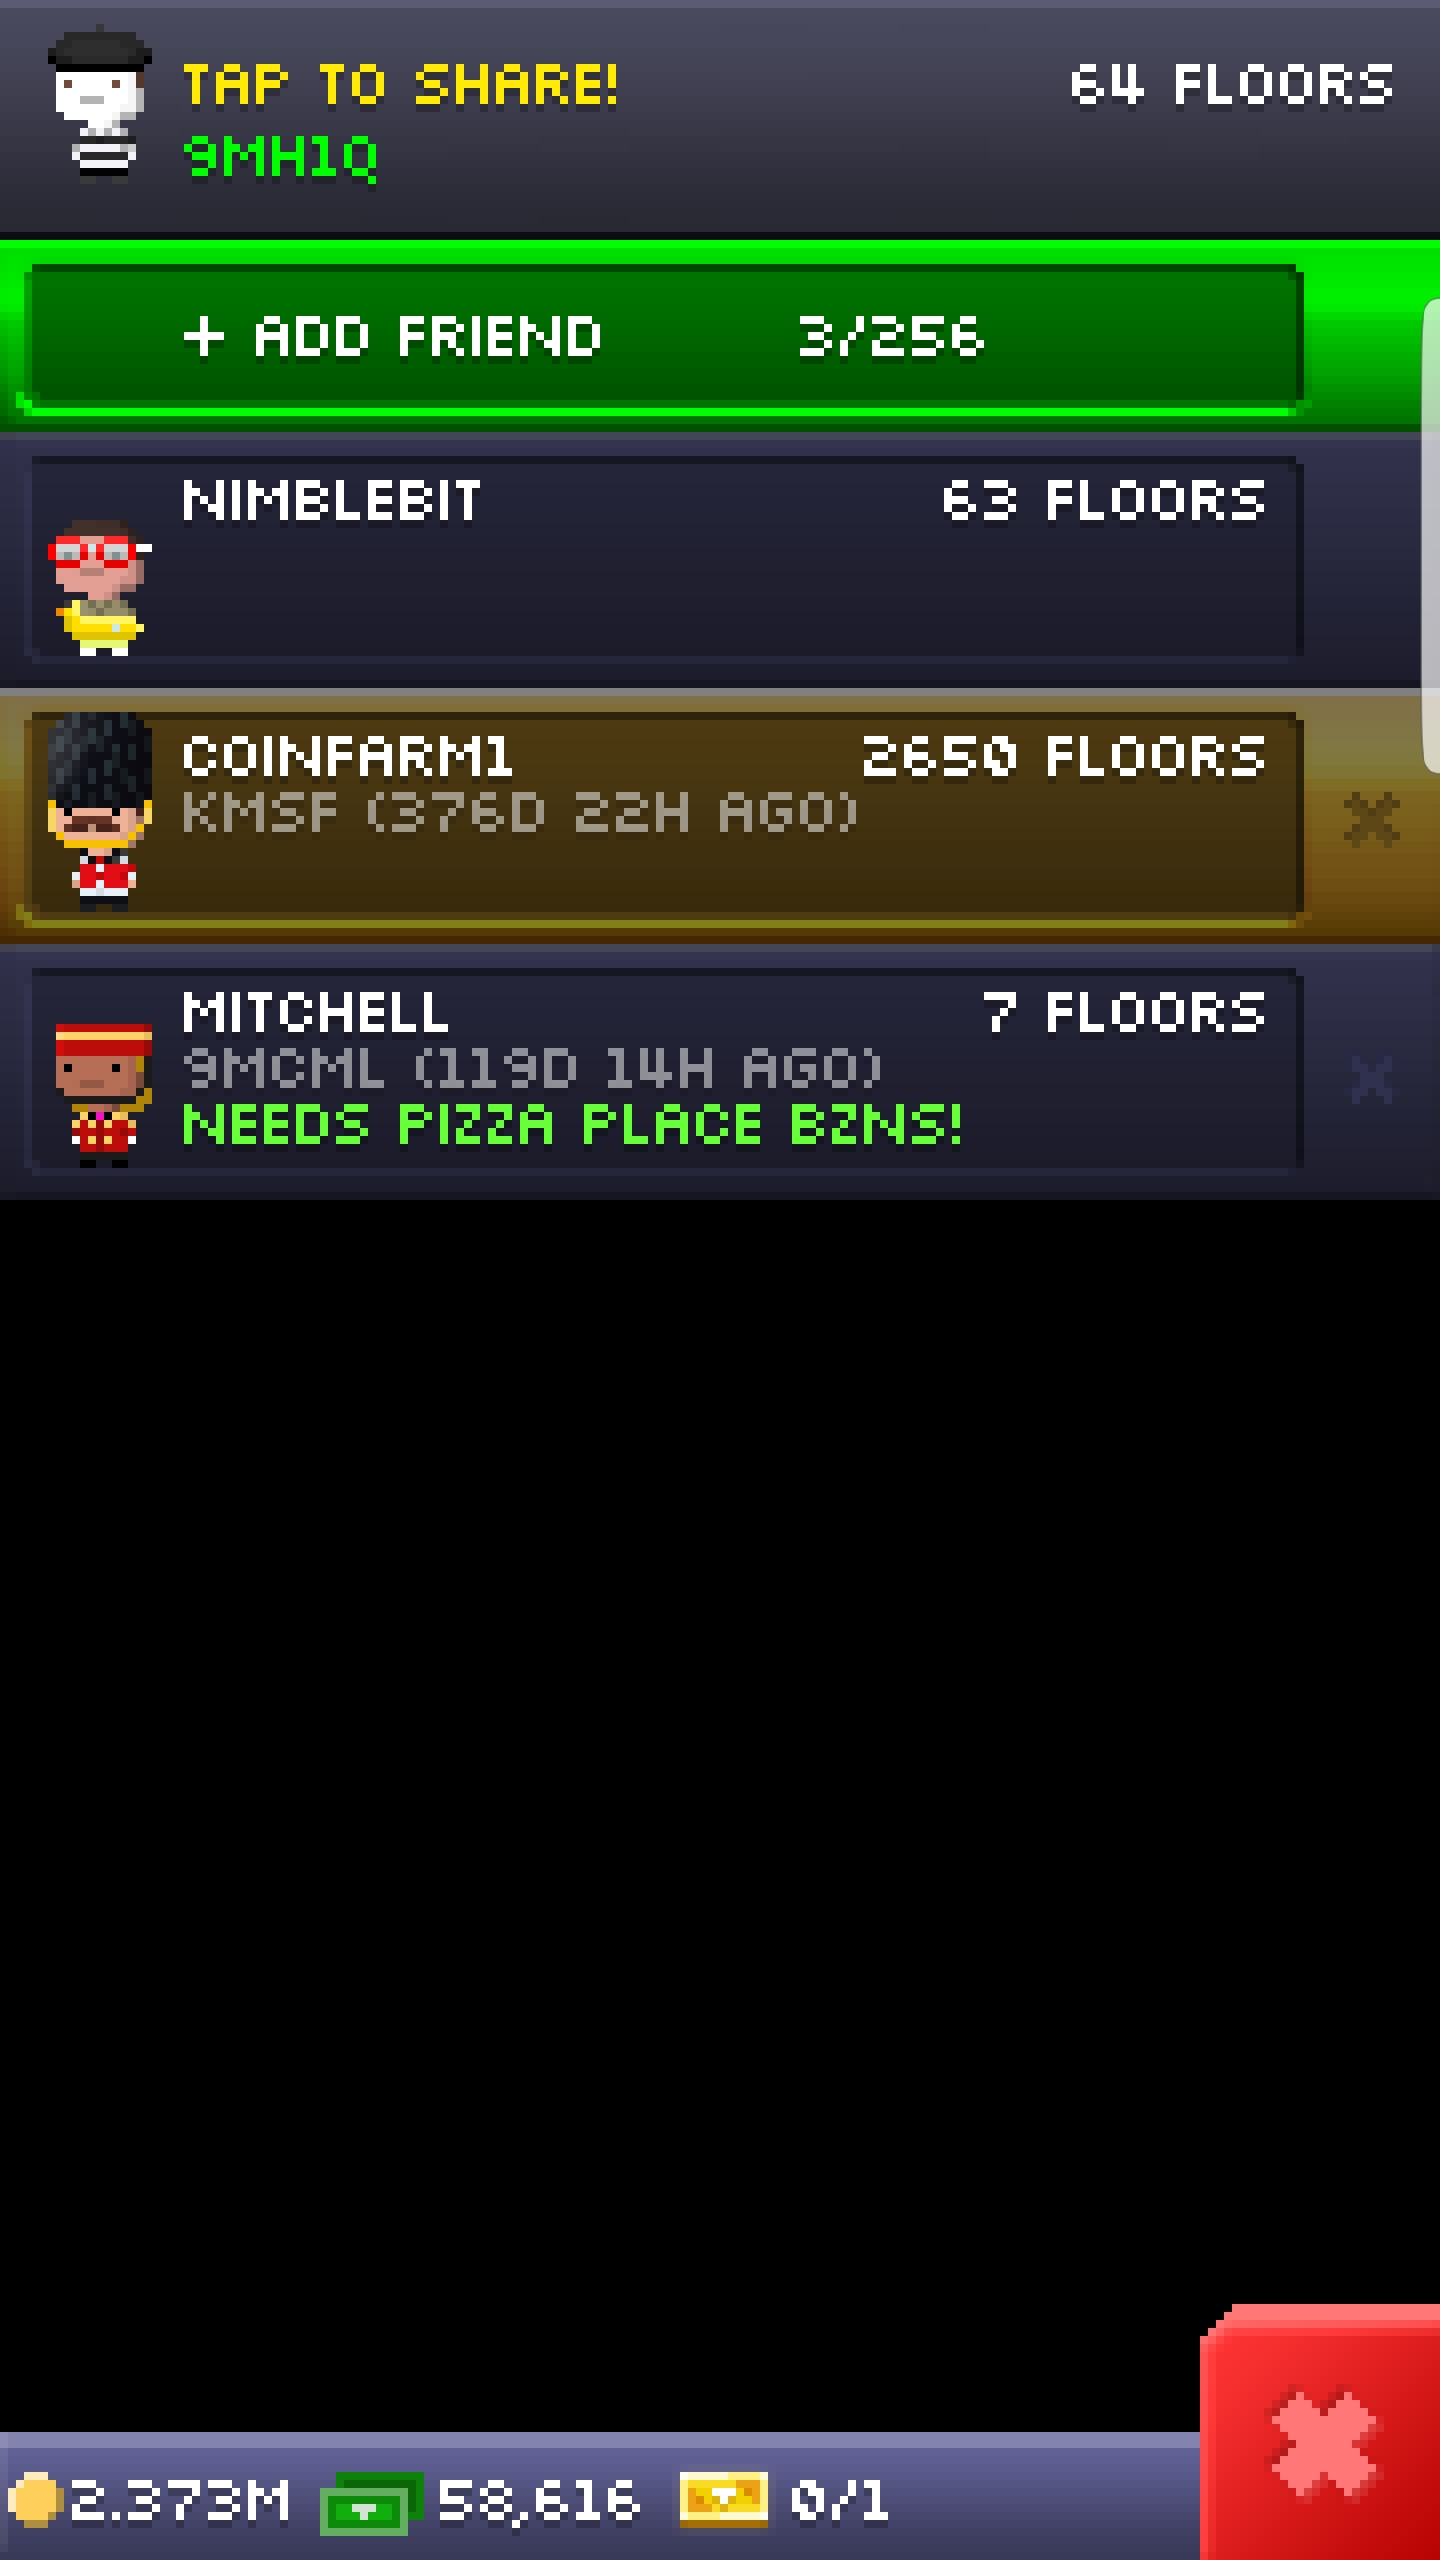 TAP TO SHARE!
64 FLOORS
9MH1Q
+ ADD FRIEND 3/256
NIMBLEBIT 63 FLOORS
COINFARM1 2650 FLOORS
KMSF (376D 22H AGO)
MITCHELL 7 FLOORS
9MCML (119D 14H AGO)
NEEDS PIZZA PLACE BZNS!
2.373M 58,616 0/1